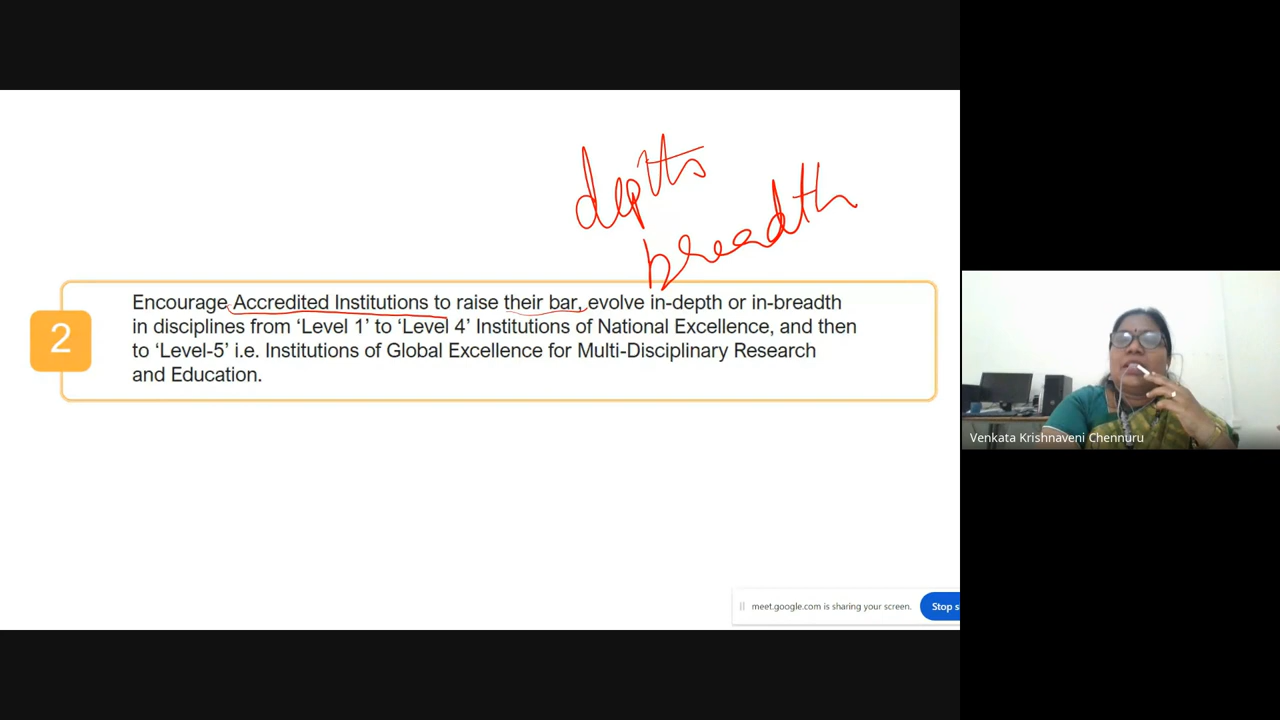 depths
breadth
Encourage Accredited Institutions to raise their bar, evolve in-depth or in-breadth
in disciplines from ‘Level 1’ to ‘Level 4’ Institutions of National Excellence, and then
2
to ‘Level-5’ i.e. Institutions of Global Excellence for Multi-Disciplinary Research
and Education.
Venkata Krishnaveni Chennuru
meet.google.com is sharing your screen.
Stop s